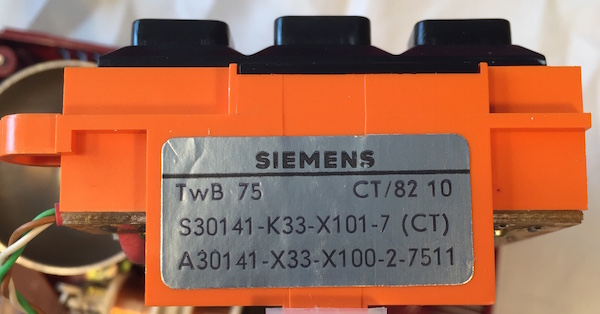 SIEMENS
TwB 75 CT/82 10
S30141-K33-X101-7 (CT)
A30141-X33-X100-2-7511